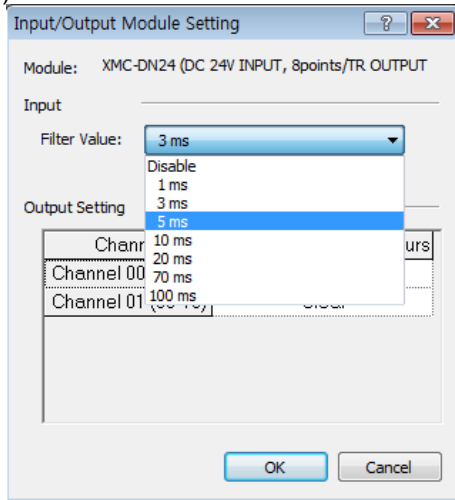 Input/Output Module Setting
Module: XMC-DN24 (DC 24V INPUT, 8points/TR OUTPUT
Input
Filter Value: 3 ms
Disable
1 ms
3 ms
Output Setting
5 ms
10 ms
20 ms
70 ms
100 ms
Channel 00
Channel 01
OK Cancel